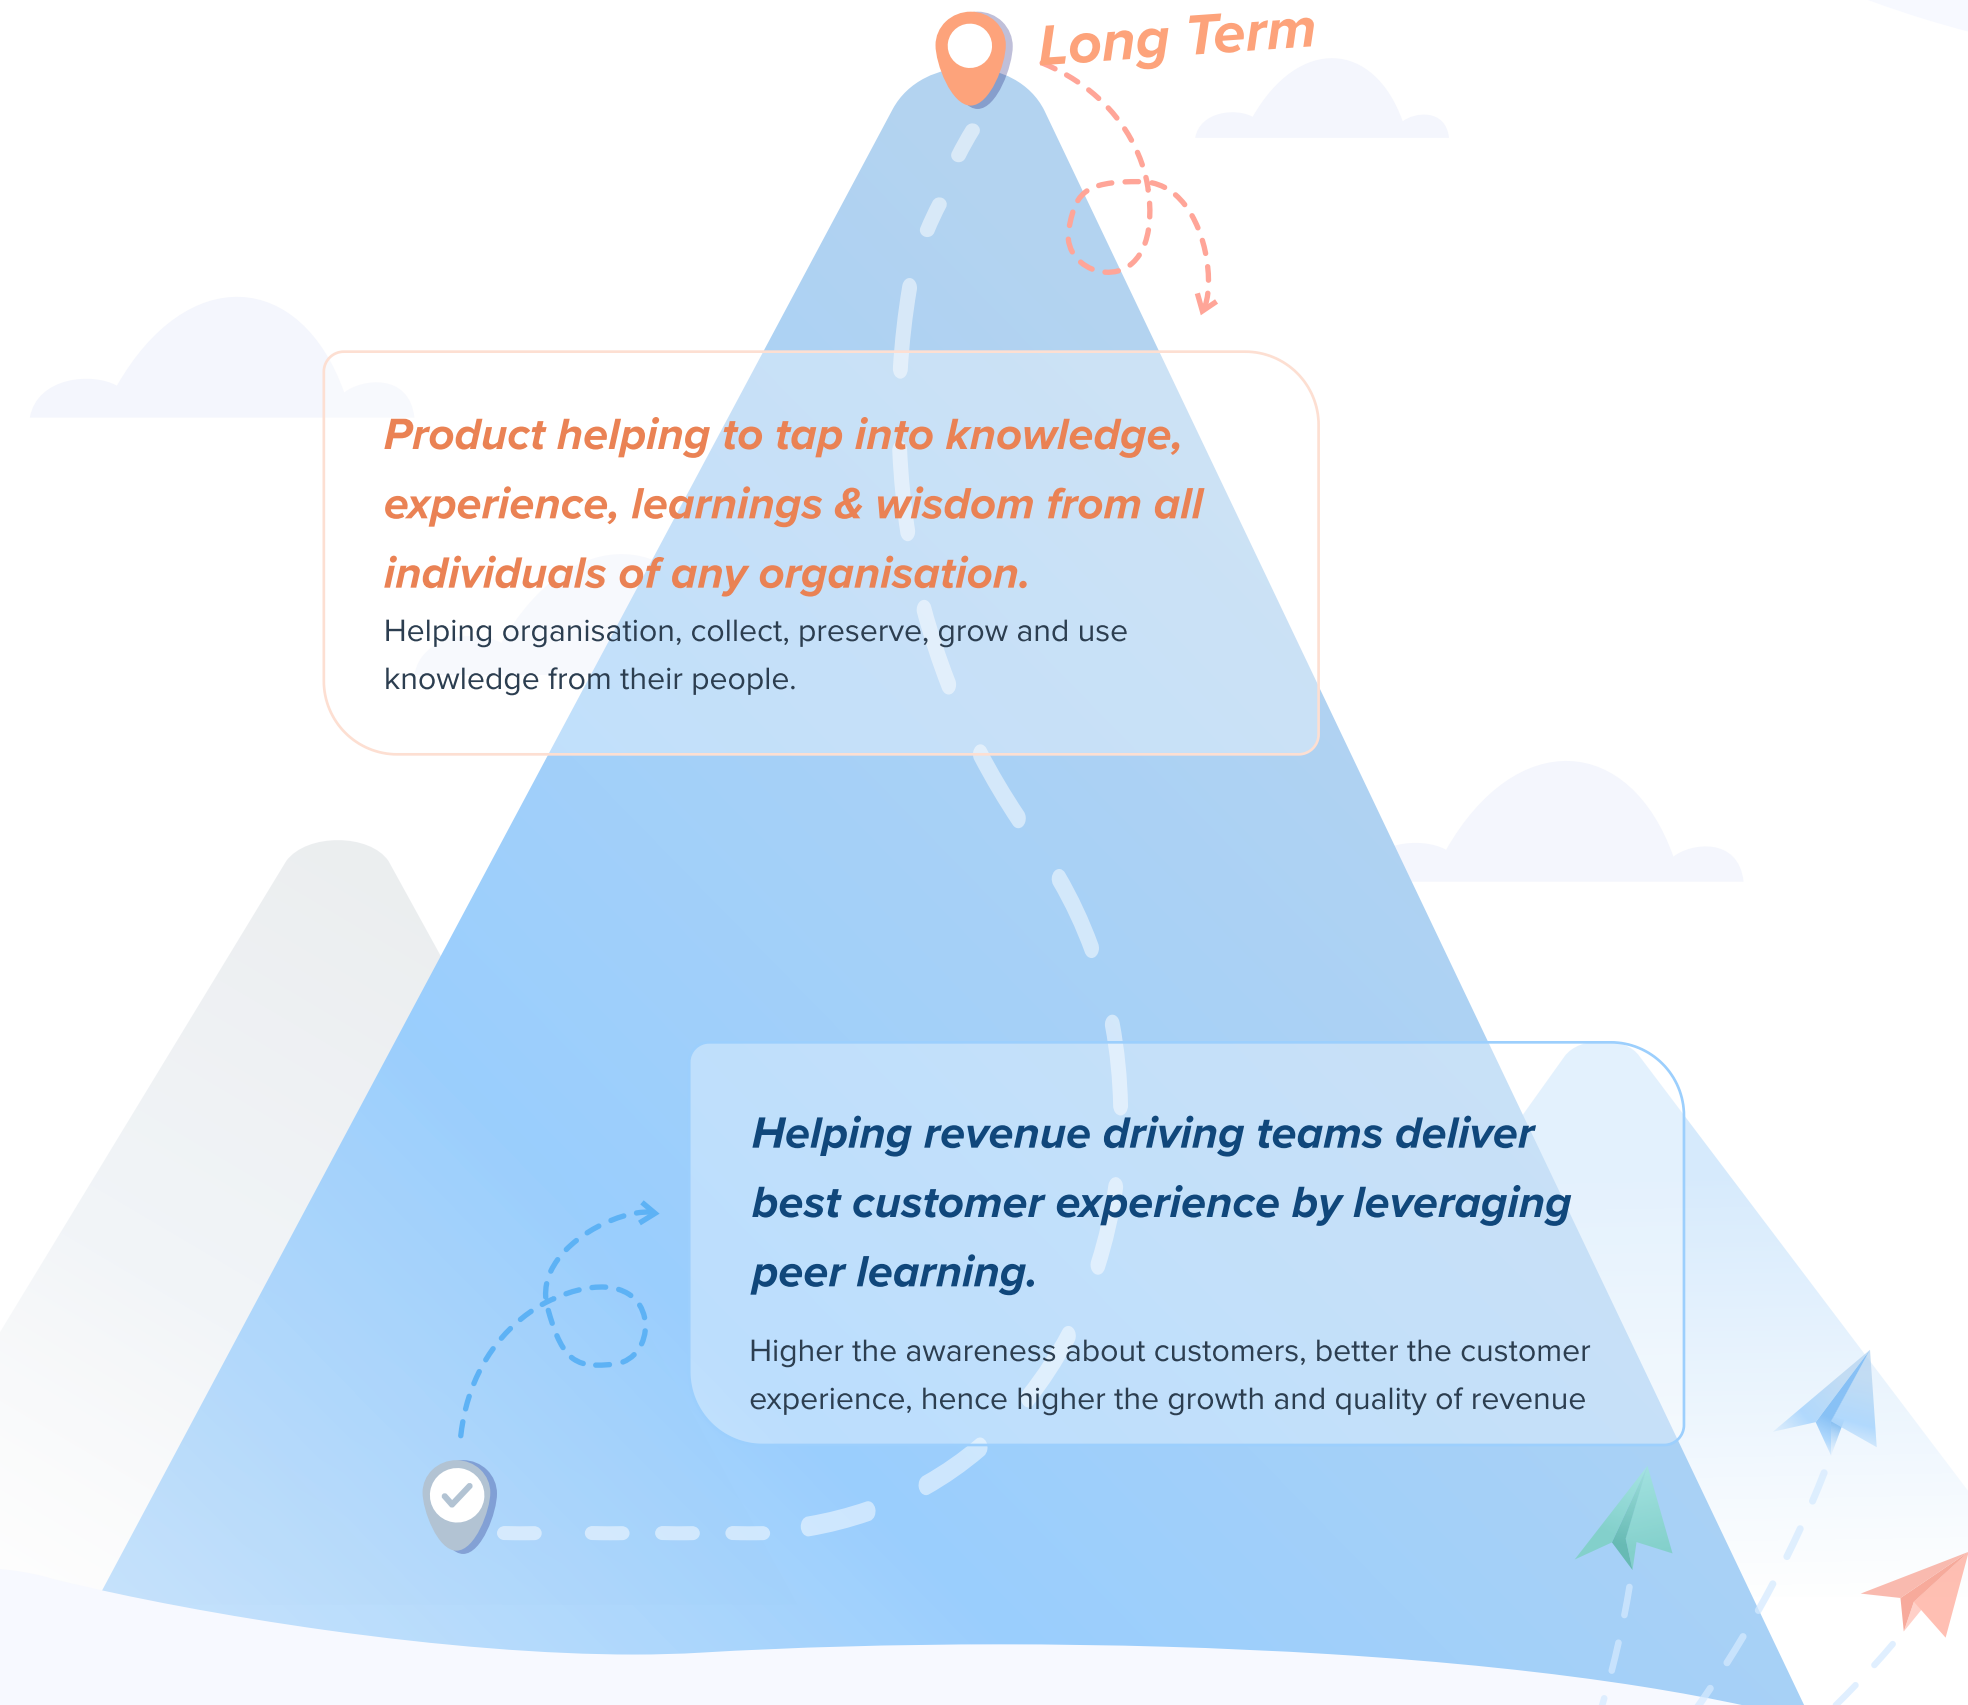 Long Term
Product helping to tap into knowledge,
experience, learnings & wisdom from all
individuals of any organisation.
Helping organisation, collect, preserve, grow and use
knowledge from their people.
Helping revenue driving teams deliver
best customer experience by leveraging
peer learning.
Higher the awareness about customers, better the customer
experience, hence higher the growth and quality of revenue